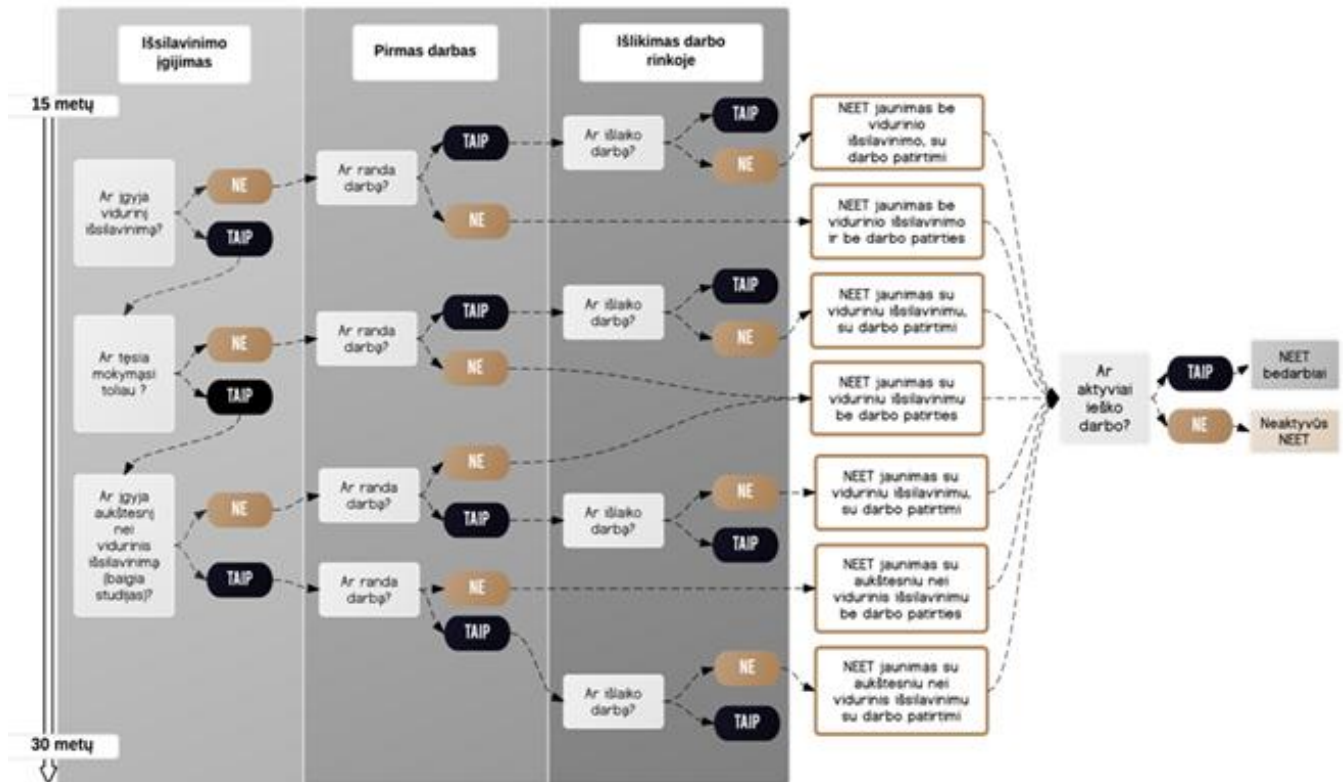 Išsilavinimo
įgijimas
Pirmas darbas
Išlikimas darbo
rinkoje
15 metų
30 metų
Ar įgyja
vidurinį
išsilavinimą?
NE
TAIP
Ar tęsia
mokymąsi
toliau ?
NE
TAIP
Ar įgyja
aukštesnį
nei
vidurinis
išsilavinimą
(baigia
studijas)?
NE
TAIP
Ar randa
darbą?
TAIP
NE
Ar randa
darbą?
TAIP
NE
Ar randa
darbą?
NE
TAIP
Ar randa
darbą?
NE
TAIP
Ar išlaiko
darbą?
TAIP
NE
Ar išlaiko
darbą?
TAIP
NE
Ar išlaiko
darbą?
NE
TAIP
Ar išlaiko
darbą?
NE
TAIP
NEET jaunimas be
vidurinio
išsilavinimo, su
darbo patirtimi
NEET jaunimas be
vidurinio išsilavinimo
ir be darbo patirties
NEET jaunimas su
viduriniu išsilavinimu,
su darbo patirtimi
NEET jaunimas su
viduriniu išsilavinimu
be darbo patirties
NEET jaunimas su
viduriniu išsilavinimu,
su darbo patirtimi
NEET jaunimas su
aukštesniu nei
vidurinis išsilavinimu
be darbo patirties
NEET jaunimas su
aukštesniu nei
vidurinis išsilavinimu
su darbo patirtimi
Ar
aktyviai
ieško
darbo?
TAIP
NE
NEET
bedarbiai
Neaktyvūs
NEET